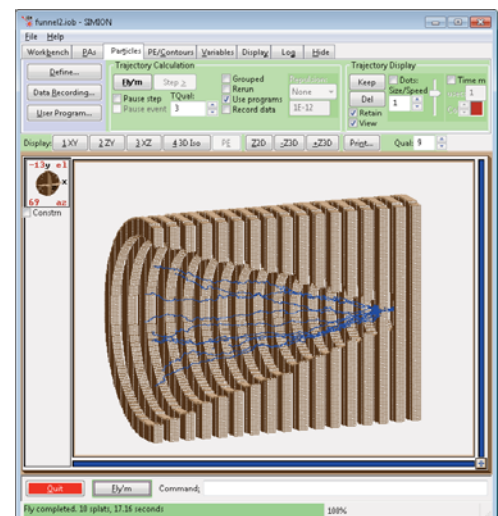 funnel2.iob - SIMION
File Help
Workbench PAs Particles PE/Contours Variables Display Log Hide
Trajectory Calculation Trajectory Display
Define... Fly'm Step > Grouped Keep Dots: Time m
Rerun None Size/Speed
Data Recording... Pause step TQual: Use programs Del 1 1
Pause event 3 Record data 1E-12 Retain
User Program... View
Display: 1 XY 2 ZY 3 XZ 4 3D Iso PE Z2D -Z3D +Z3D Print... Qual: 9
-13y el
x
69 az
Constrn
Quit Fly'm Command:
Fly completed. 10 splats, 17.16 seconds 100%